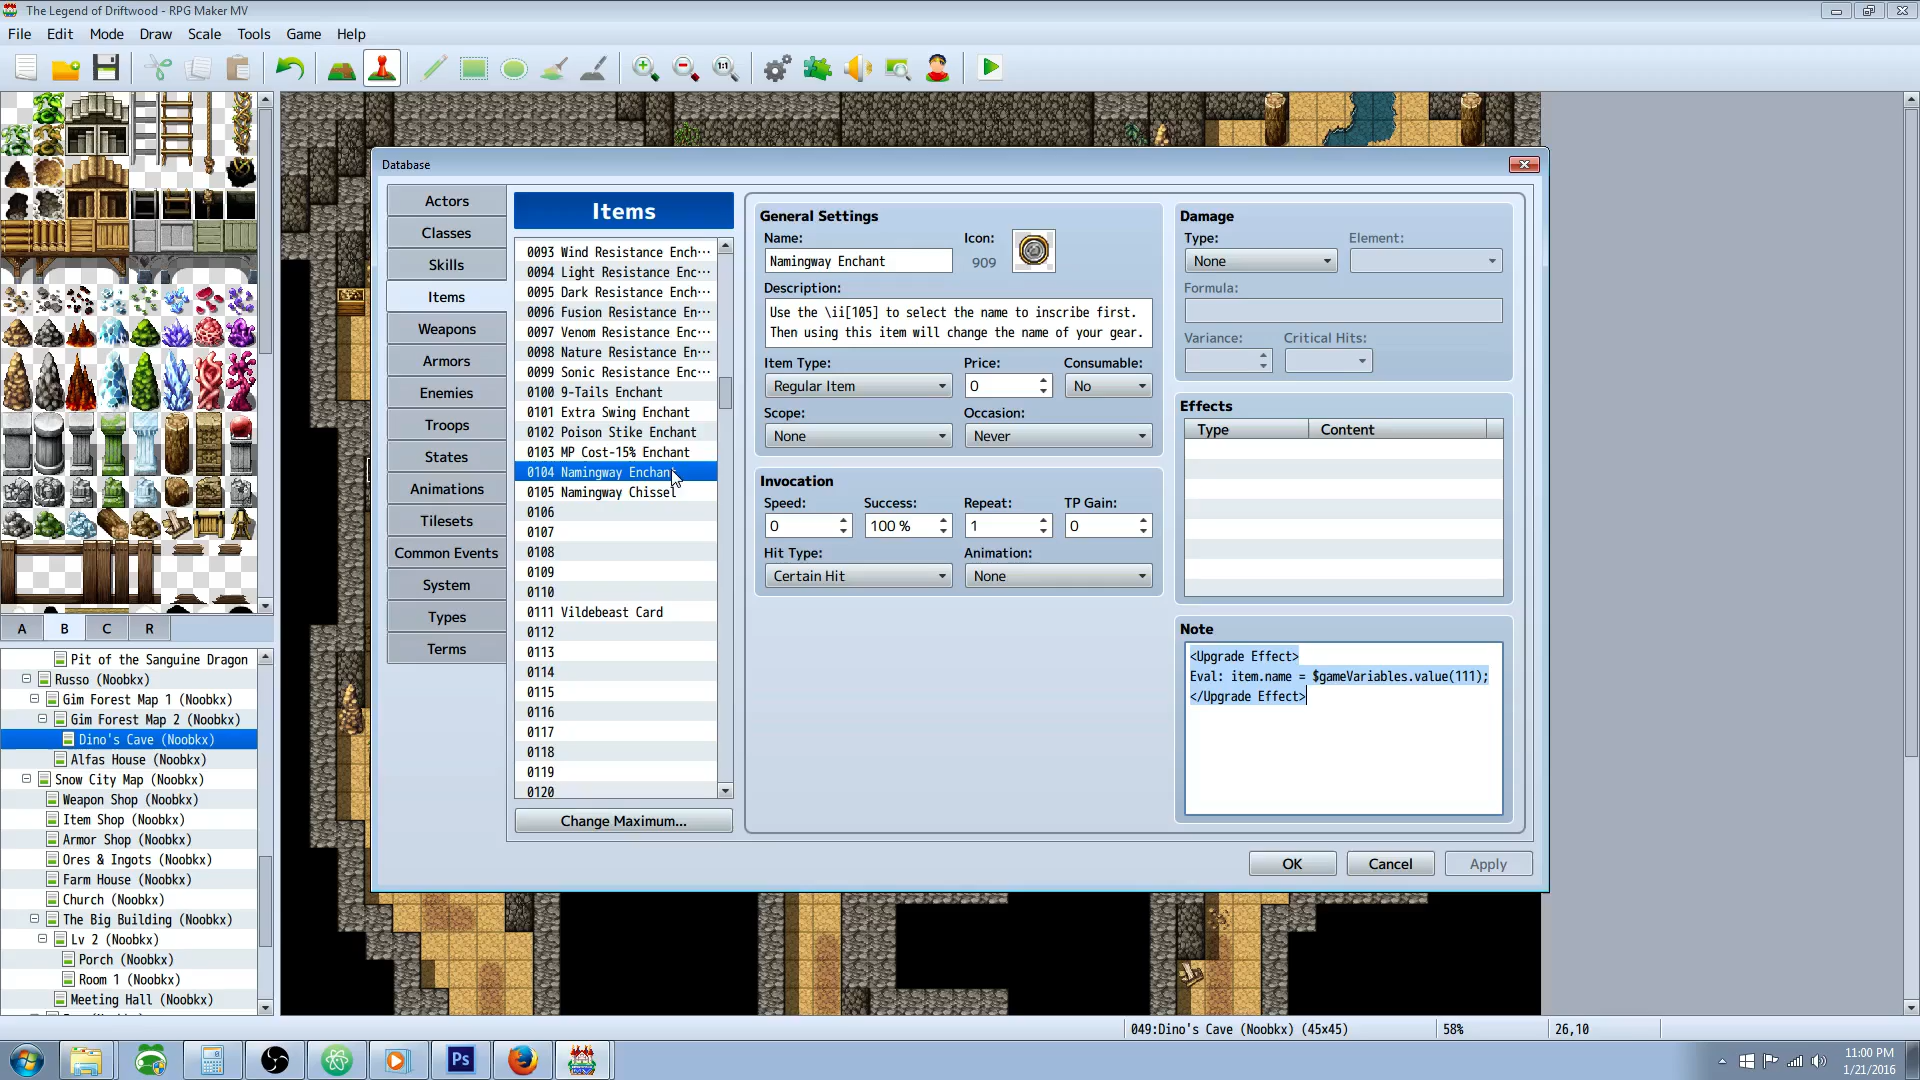 The Legend of Driftwood - RPG Maker MV
File Edit Mode Draw Scale Tools Game Help
1:1
Database
Actors
Classes
Skills
Items
Weapons
Armors
Enemies
Troops
States
Animations
Tilesets
Common Events
System
Types
Terms
Items
0093 Wind Resistance Ench···
0094 Light Resistance Enc···
0095 Dark Resistance Ench···
0096 Fusion Resistance En···
0097 Venom Resistance Enc···
0098 Nature Resistance En···
0099 Sonic Resistance Enc···
0100 9-Tails Enchant
0101 Extra Swing Enchant
0102 Poison Stike Enchant
0103 MP Cost-15% Enchant
0104 Namingway Enchant
0105 Namingway Chissel
0106
0107
0108
0109
0110
0111 Vildebeast Card
0112
0113
0114
0115
0116
0117
0118
0119
0120
Change Maximum...
General Settings
Name: Icon:
Namingway Enchant 909
Description:
Use the \ii[105] to select the name to inscribe first.
Then using this item will change the name of your gear.
Item Type: Price: Consumable:
Regular Item 0 No
Scope: Occasion:
None Never
Invocation
Speed: Success: Repeat: TP Gain:
0 100 % 1 0
Hit Type: Animation:
Certain Hit None
Damage
Type: Element:
None
Formula:
Variance: Critical Hits:
Effects
Type Content
Note
<Upgrade Effect>
Eval: item.name = $gameVariables.value(111);
</Upgrade Effect>
OK Cancel Apply
A B C R
Pit of the Sanguine Dragon
Russo (Noobkx)
Gim Forest Map 1 (Noobkx)
Gim Forest Map 2 (Noobkx)
Dino's Cave (Noobkx)
Alfas House (Noobkx)
Snow City Map (Noobkx)
Weapon Shop (Noobkx)
Item Shop (Noobkx)
Armor Shop (Noobkx)
Ores & Ingots (Noobkx)
Farm House (Noobkx)
Church (Noobkx)
The Big Building (Noobkx)
Lv 2 (Noobkx)
Porch (Noobkx)
Room 1 (Noobkx)
Meeting Hall (Noobkx)
049:Dino's Cave (Noobkx) (45x45) 58% 26,10
Ps
11:00 PM
1/21/2016